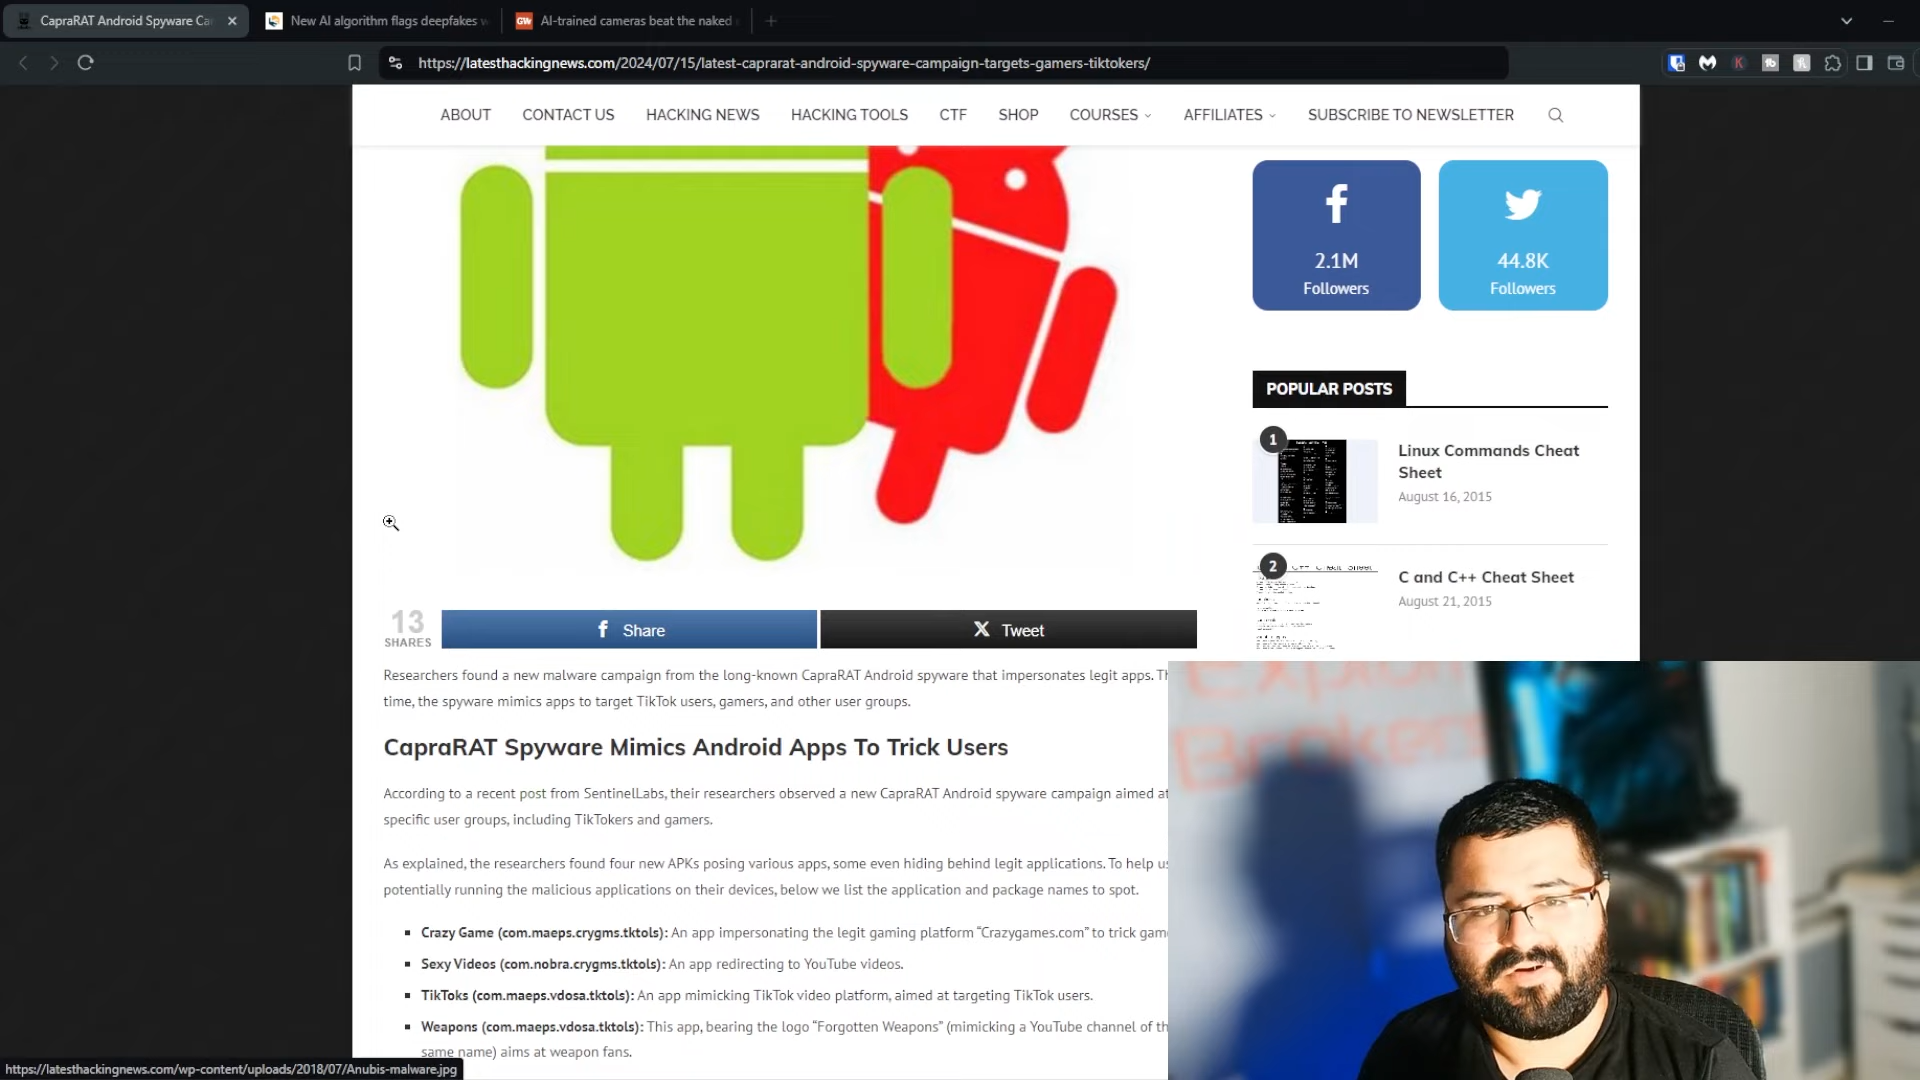 CapraRAT Android Spyware Ca
New AI algorithm flags deepfakes w
GW
AI-trained cameras beat the naked
https://latesthackingnews.com/2024/07/15/latest-caprarat-android-spyware-campaign-targets-gamers-tiktokers/
ABOUT
CONTACT US
HACKING NEWS
HACKING TOOLS
CTF
SHOP
COURSES
AFFILIATES
SUBSCRIBE TO NEWSLETTER
2.1M
Followers
44.8K
Followers
POPULAR POSTS
1
Linux Commands Cheat
Sheet
August 16, 2015
2
C and C++ Cheat Sheet
August 21, 2015
13
SHARES
Share
Tweet
Researchers found a new malware campaign from the long-known CapraRAT Android spyware that impersonates legit apps. Th
time, the spyware mimics apps to target TikTok users, gamers, and other user groups.
CapraRAT Spyware Mimics Android Apps To Trick Users
According to a recent post from SentinelLabs, their researchers observed a new CapraRAT Android spyware campaign aimed at
specific user groups, including TikTokers and gamers.
As explained, the researchers found four new APKs posing various apps, some even hiding behind legit applications. To help us
potentially running the malicious applications on their devices, below we list the application and package names to spot.
Crazy Game (com.maeps.crygms.tktols): An app impersonating the legit gaming platform “Crazygames.com” to trick gam
Sexy Videos (com.nobra.crygms.tktols): An app redirecting to YouTube videos.
TikToks (com.maeps.vdosa.tktols): An app mimicking TikTok video platform, aimed at targeting TikTok users.
Weapons (com.maeps.vdosa.tktols): This app, bearing the logo “Forgotten Weapons” (mimicking a YouTube channel of th
same name) aims at weapon fans.
Brokers
https://latesthackingnews.com/wp-content/uploads/2018/07/Anubis-malware.jpg